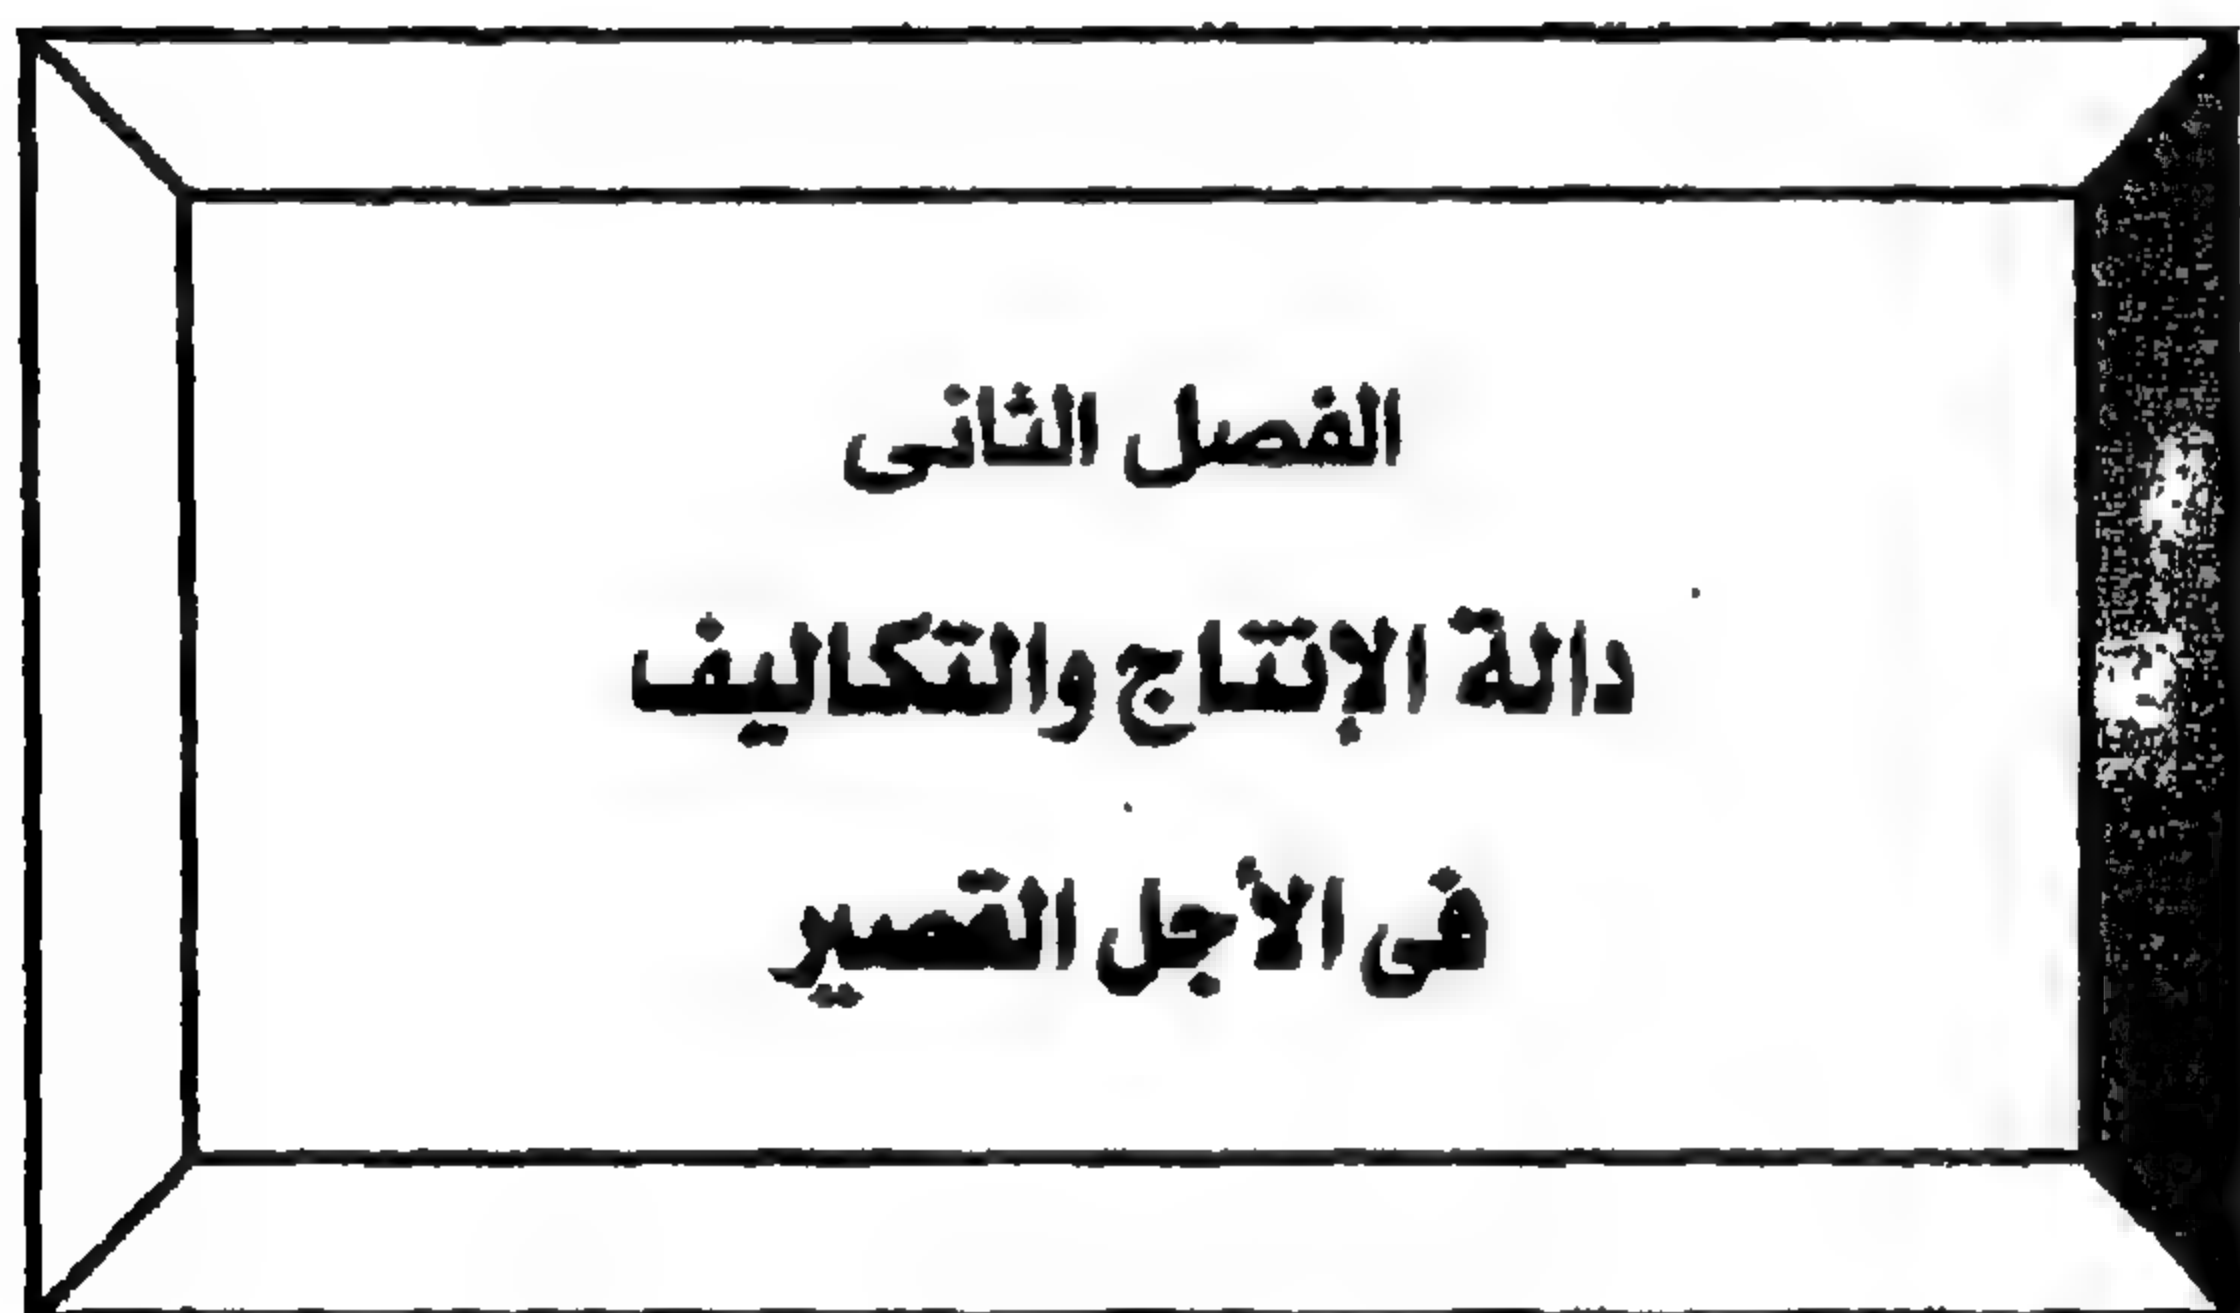 الفصل الثانى
دالة الإنتاج والتكاليف
فى الأجل القصير